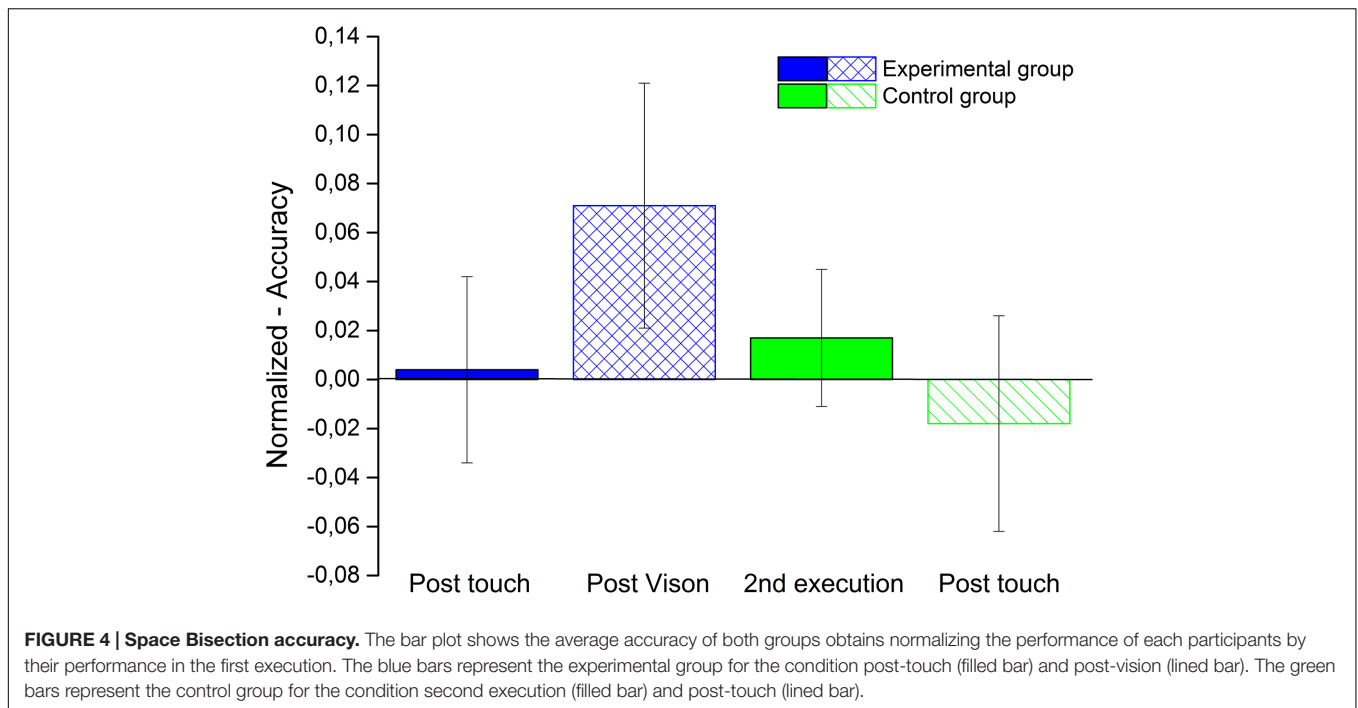 0,14
0,12
0,10
0,08
0,06
0,04
0,02
0,00
-0,02
-0,04
-0,06
-0,08
Normalized - Accuracy
Experimental group
Control group
Post touch
Post Vison
2nd execution
Post touch
FIGURE 4 | Space Bisection accuracy. The bar plot shows the average accuracy of both groups obtains normalizing the performance of each participants by
their performance in the first execution. The blue bars represent the experimental group for the condition post-touch (filled bar) and post-vision (lined bar). The green
bars represent the control group for the condition second execution (filled bar) and post-touch (lined bar).